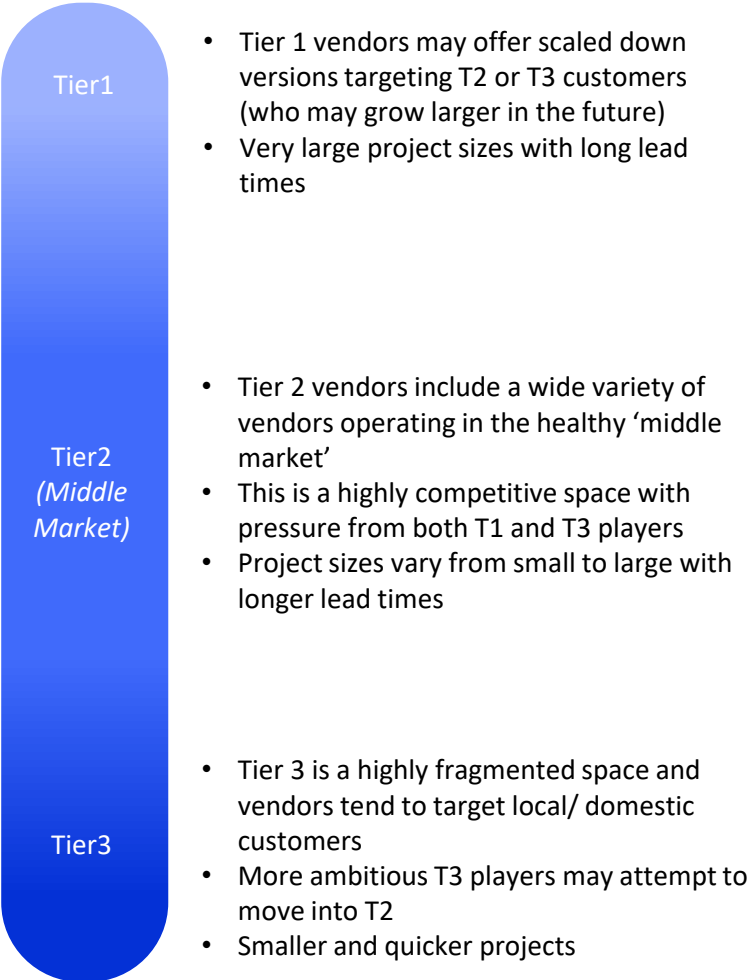 Tier1
• Tier 1 vendors may offer scaled down
versions targeting T2 or T3 customers
(who may grow larger in the future)
• Very large project sizes with long lead
times
Tier2
(Middle
Market)
• Tier 2 vendors include a wide variety of
vendors operating in the healthy ‘middle
market’
• This is a highly competitive space with
pressure from both T1 and T3 players
• Project sizes vary from small to large with
longer lead times
Tier3
• Tier 3 is a highly fragmented space and
vendors tend to target local/ domestic
customers
• More ambitious T3 players may attempt to
move into T2
• Smaller and quicker projects